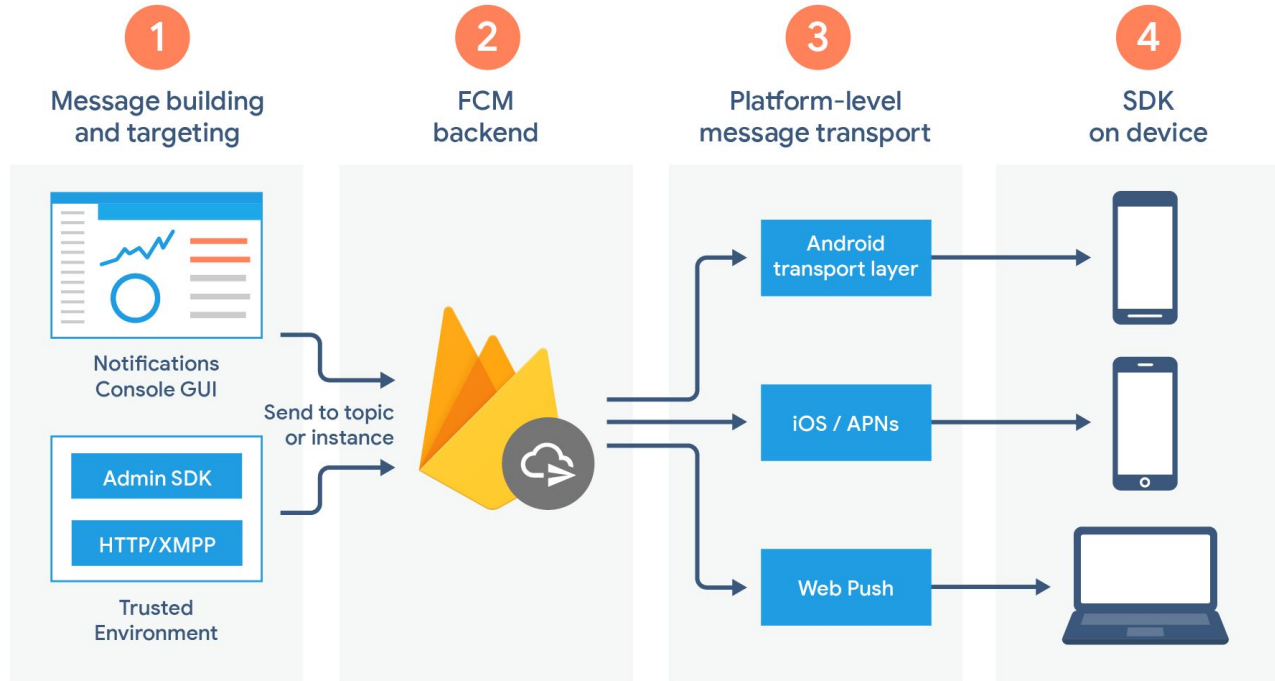 1
Message building
and targeting
2
FCM
backend
3
Platform-level
message transport
4
SDK
on device
Notifications
Console GUI
Send to topic
or instance
Admin SDK
HTTP/XMPP
Trusted
Environment
Android
transport layer
iOS / APNs
Web Push